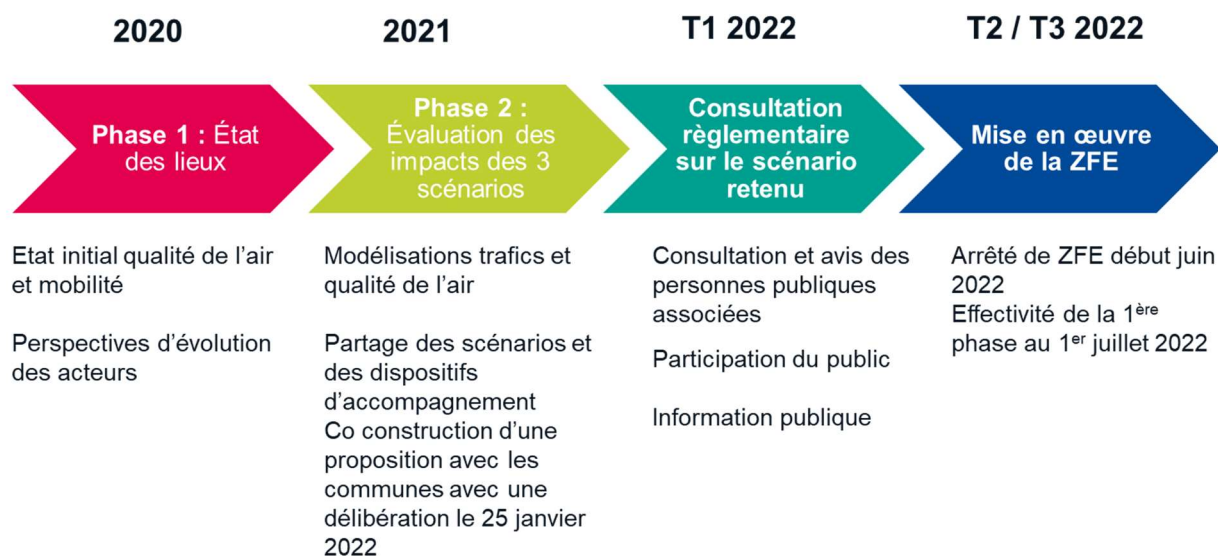 2020
2021
T1 2022
T2 / T3 2022
Phase 1 : État
des lieux
Phase 2 :
Évaluation des
impacts des 3
scénarios
Consultation
règlementaire
sur le scénario
retenu
Mise en œuvre
de la ZFE
Etat initial qualité de l’air
et mobilité
Perspectives d’évolution
des acteurs
Modélisations trafics et
qualité de l’air
Partage des scénarios et
des dispositifs
d’accompagnement
Co construction d’une
proposition avec les
communes avec une
délibération le 25 janvier
2022
Consultation et avis des
personnes publiques
associées
Participation du public
Information publique
Arrêté de ZFE début juin
2022
Effectivité de la 1ère
phase au 1er juillet 2022